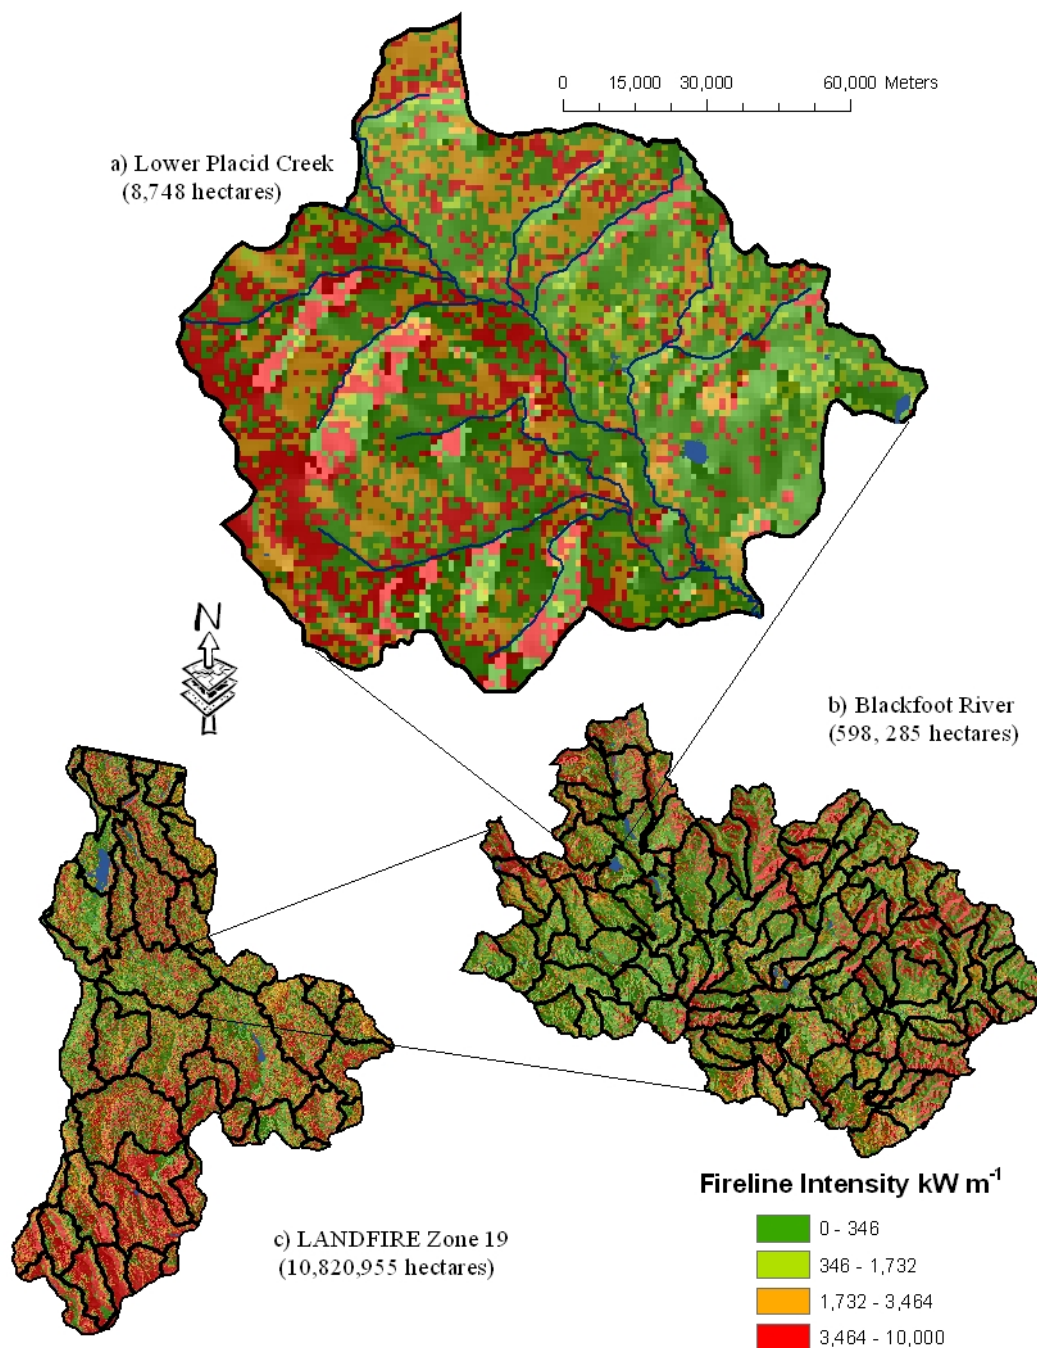 0 15,000 30,000 60,000 Meters
a) Lower Placid Creek
(8,748 hectares)
N
b) Blackfoot River
(598, 285 hectares)
c) LANDFIRE Zone 19
(10,820,955 hectares)
Fireline Intensity kW m⁻¹
0 - 346
346 - 1,732
1,732 - 3,464
3,464 - 10,000